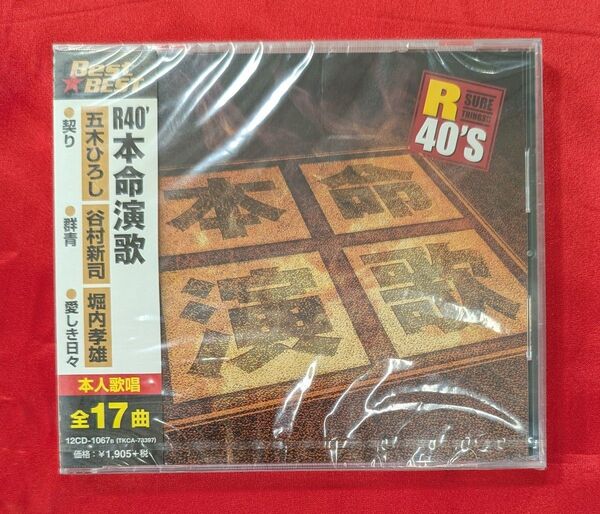 Best
★BEST
R40'本命演歌
五木ひろし
●契り
谷村新司
●群青
堀内孝雄
●愛しき日々
本人歌唱
全17曲
12CD-1067B (TKCA-73397)
価格：¥1,905+税
R SURE THINGS!!
40'S
本命
演歌